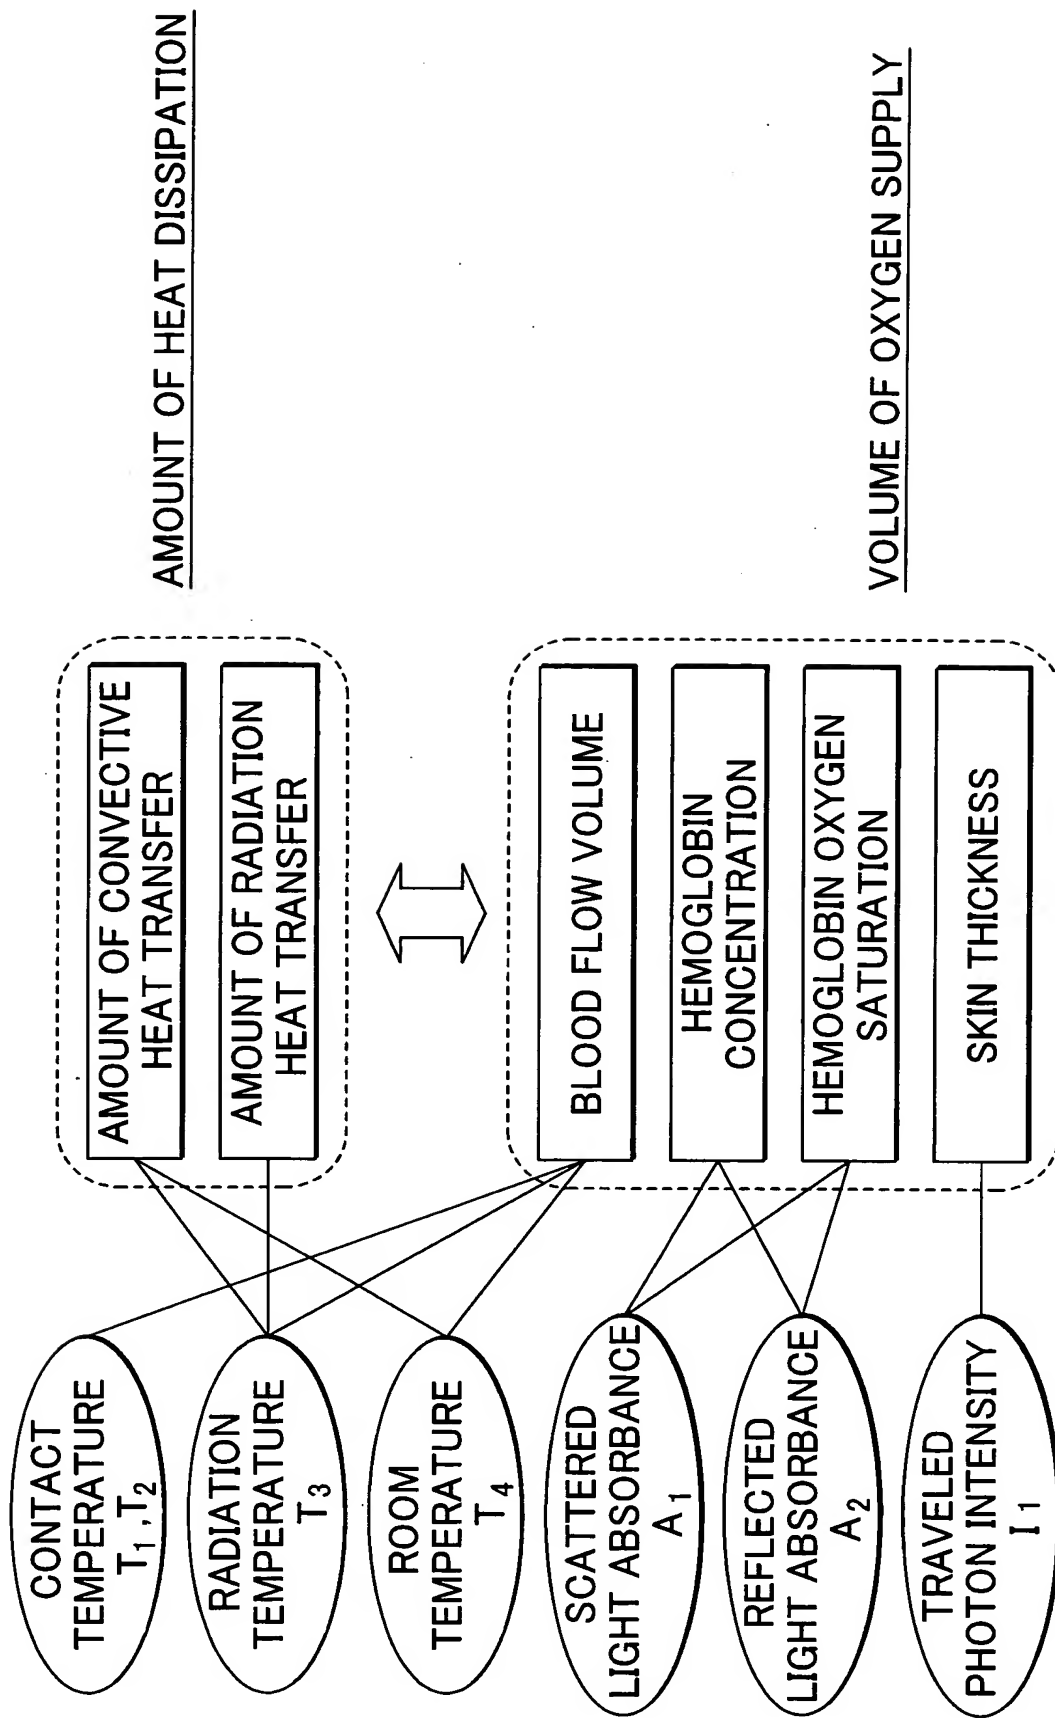 CONTACT
TEMPERATURE
T₁,T₂
RADIATION
TEMPERATURE
T₃
ROOM
TEMPERATURE
T₄
SCATTERED
LIGHT ABSORBANCE
A₁
REFLECTED
LIGHT ABSORBANCE
A₂
TRAVELED
PHOTON INTENSITY
I₁
AMOUNT OF CONVECTIVE
HEAT TRANSFER
AMOUNT OF RADIATION
HEAT TRANSFER
BLOOD FLOW VOLUME
HEMOGLOBIN
CONCENTRATION
HEMOGLOBIN OXYGEN
SATURATION
SKIN THICKNESS
AMOUNT OF HEAT DISSIPATION
VOLUME OF OXYGEN SUPPLY